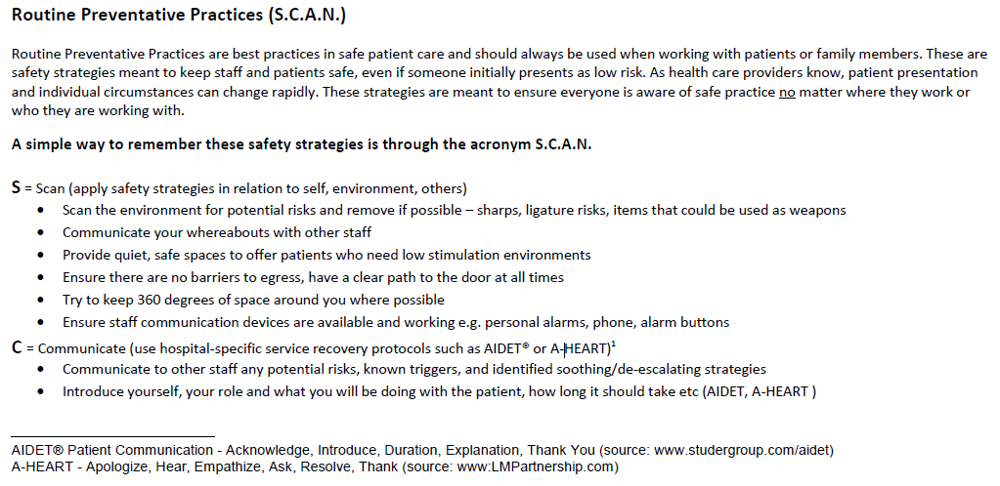 Routine Preventative Practices (S.C.A.N.)
Routine Preventative Practices are best practices in safe patient care and should always be used when working with patients or family members. These are
safety strategies meant to keep staff and patients safe, even if someone initially presents as low risk. As health care providers know, patient presentation
and individual circumstances can change rapidly. These strategies are meant to ensure everyone is aware of safe practice no matter where they work or
who they are working with.
A simple way to remember these safety strategies is through the acronym S.C.A.N.
S = Scan (apply safety strategies in relation to self, environment, others)
• Scan the environment for potential risks and remove if possible – sharps, ligature risks, items that could be used as weapons
• Communicate your whereabouts with other staff
• Provide quiet, safe spaces to offer patients who need low stimulation environments
• Ensure there are no barriers to egress, have a clear path to the door at all times
• Try to keep 360 degrees of space around you where possible
• Ensure staff communication devices are available and working e.g. personal alarms, phone, alarm buttons
C = Communicate (use hospital-specific service recovery protocols such as AIDET® or A-HEART)¹
• Communicate to other staff any potential risks, known triggers, and identified soothing/de-escalating strategies
• Introduce yourself, your role and what you will be doing with the patient, how long it should take etc (AIDET, A-HEART )
AIDET® Patient Communication - Acknowledge, Introduce, Duration, Explanation, Thank You (source: www.studergroup.com/aidet)
A-HEART - Apologize, Hear, Empathize, Ask, Resolve, Thank (source: www:LMPartnership.com)